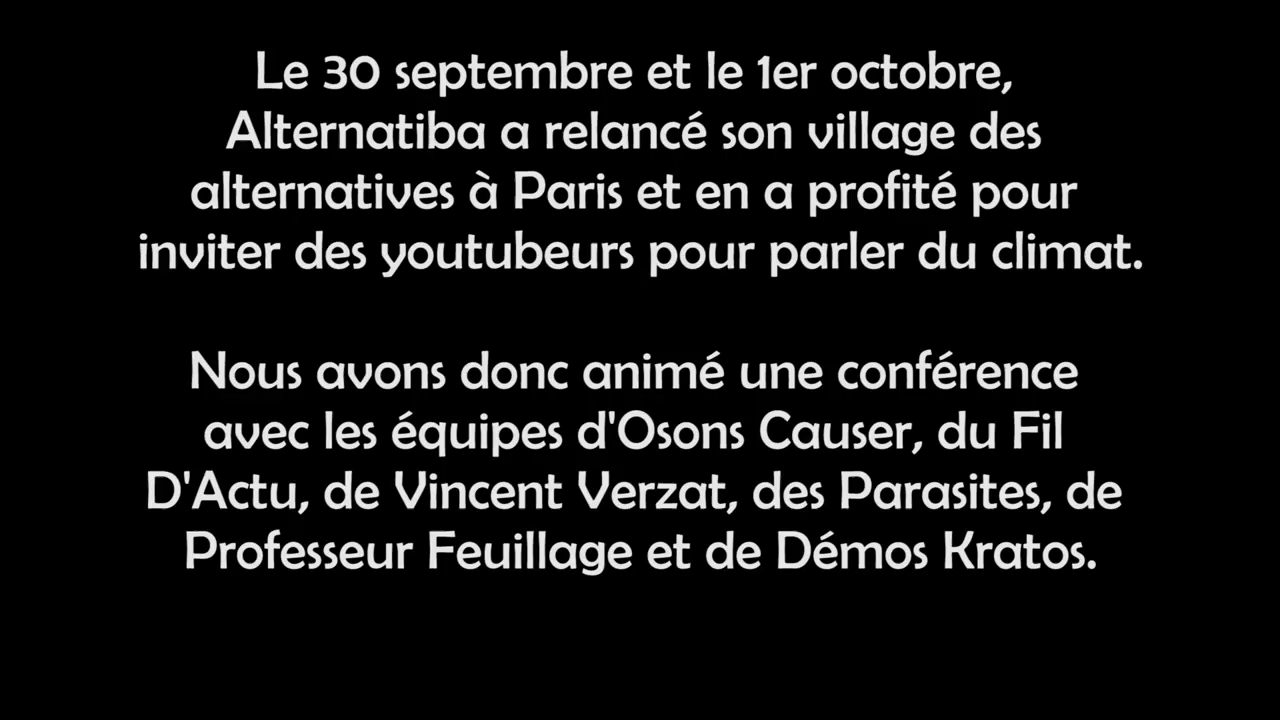 Le 30 septembre et le 1er octobre,
Alternatiba a relancé son village des
alternatives à Paris et en a profité pour
inviter des youtubeurs pour parler du climat.
Nous avons donc animé une conférence
avec les équipes d'Osons Causer, du Fil
D'Actu, de Vincent Verzat, des Parasites, de
Professeur Feuillage et de Démos Kratos.